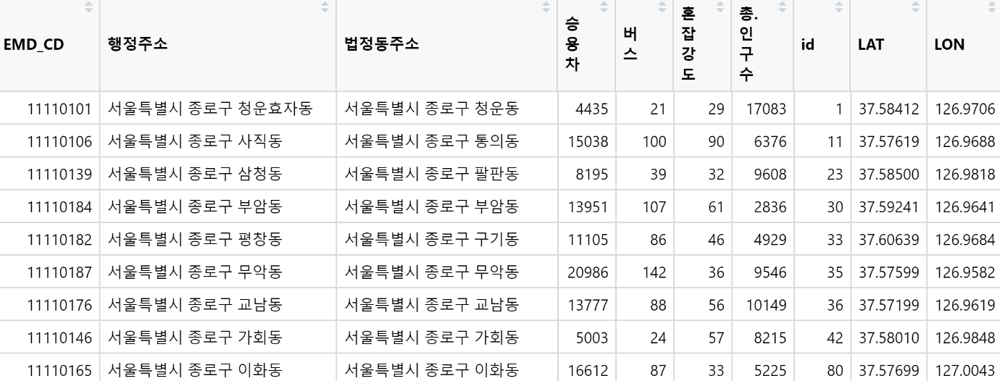 EMD_CD 행정주소 법정동주소 승용차 버스 혼잡강도 총.인구수 id LAT LON
11110101 서울특별시 종로구 청운효자동 서울특별시 종로구 청운동 4435 21 29 17083 1 37.58412 126.9706
11110106 서울특별시 종로구 사직동 서울특별시 종로구 통의동 15038 100 90 6376 11 37.57619 126.9688
11110139 서울특별시 종로구 삼청동 서울특별시 종로구 팔판동 8195 39 32 9608 23 37.58500 126.9818
11110184 서울특별시 종로구 부암동 서울특별시 종로구 부암동 13951 107 61 2836 30 37.59241 126.9641
11110182 서울특별시 종로구 평창동 서울특별시 종로구 구기동 11105 86 46 4929 33 37.60639 126.9684
11110187 서울특별시 종로구 무악동 서울특별시 종로구 무악동 20986 142 36 9546 35 37.57599 126.9582
11110176 서울특별시 종로구 교남동 서울특별시 종로구 교남동 13777 88 56 10149 36 37.57199 126.9619
11110146 서울특별시 종로구 가회동 서울특별시 종로구 가회동 5003 24 57 8215 42 37.58010 126.9848
11110165 서울특별시 종로구 이화동 서울특별시 종로구 이화동 16612 87 33 5225 80 37.57699 127.0043